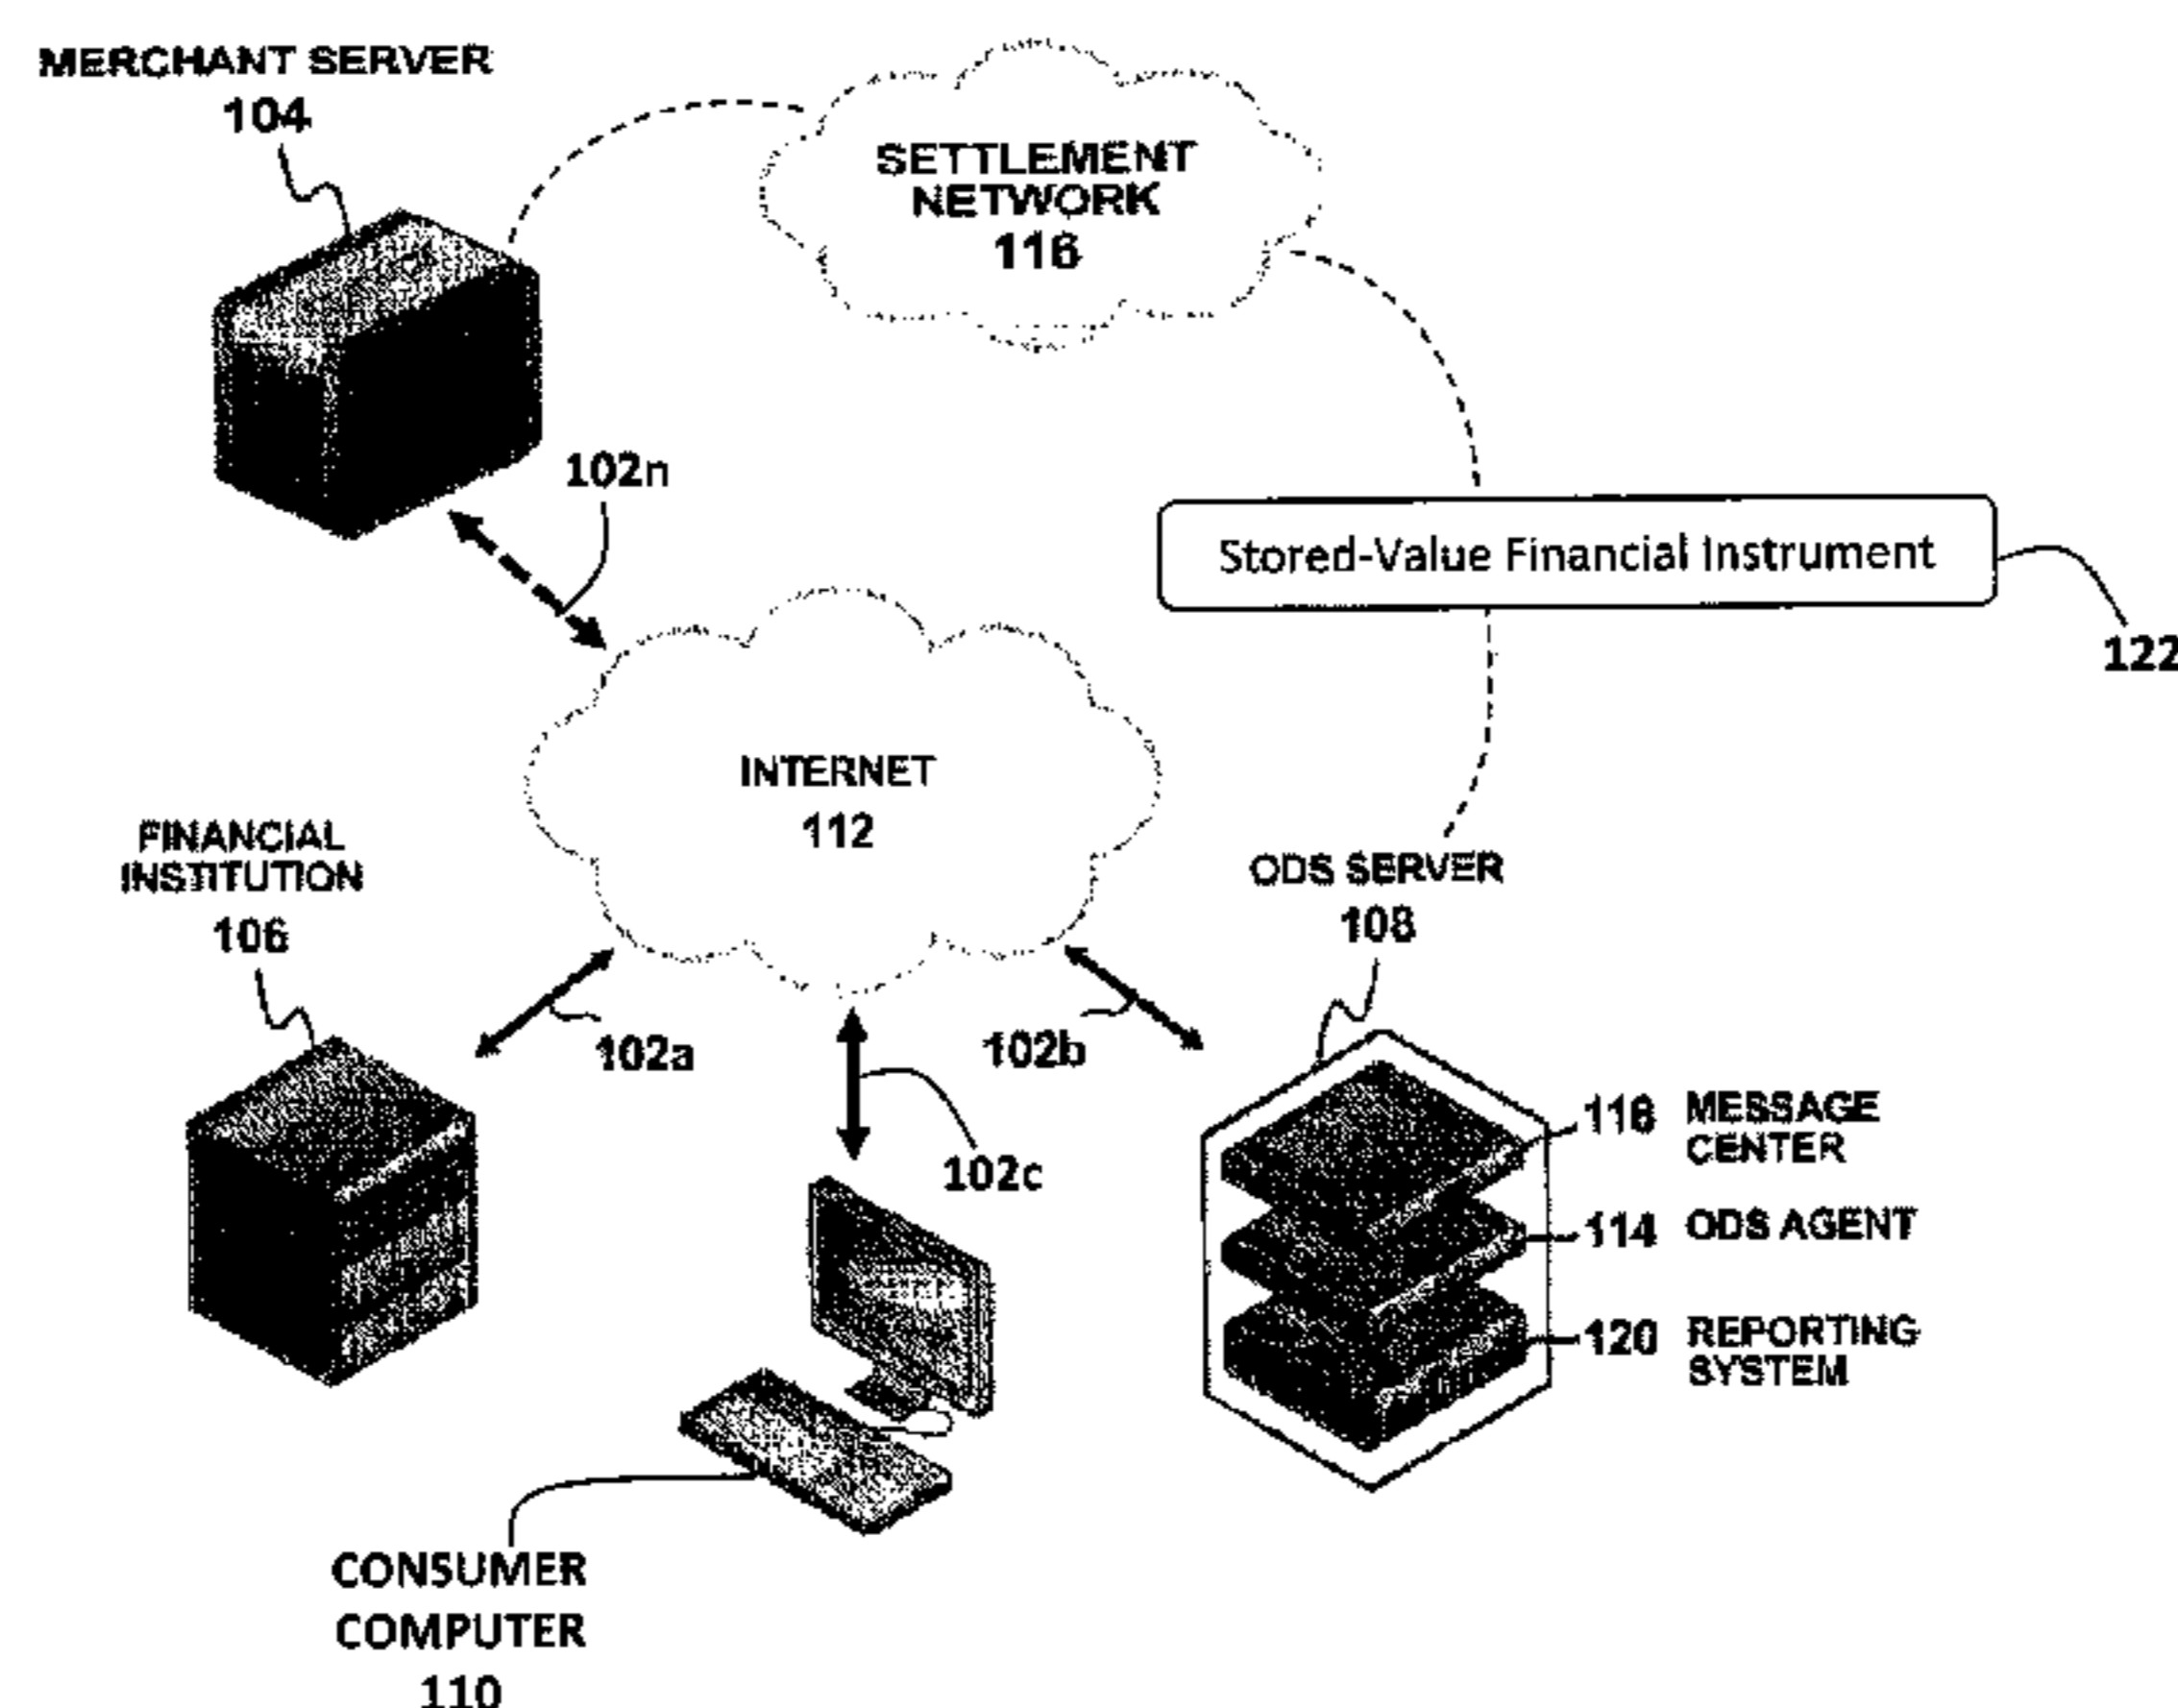 MERCHANT SERVER
104
SETTLEMENT
NETWORK
116
102n
Stored-Value Financial Instrument
122
INTERNET
112
FINANCIAL
INSTITUTION
106
ODS SERVER
108
102a
102b
102c
118 MESSAGE
CENTER
114 ODS AGENT
120 REPORTING
SYSTEM
CONSUMER
COMPUTER
110